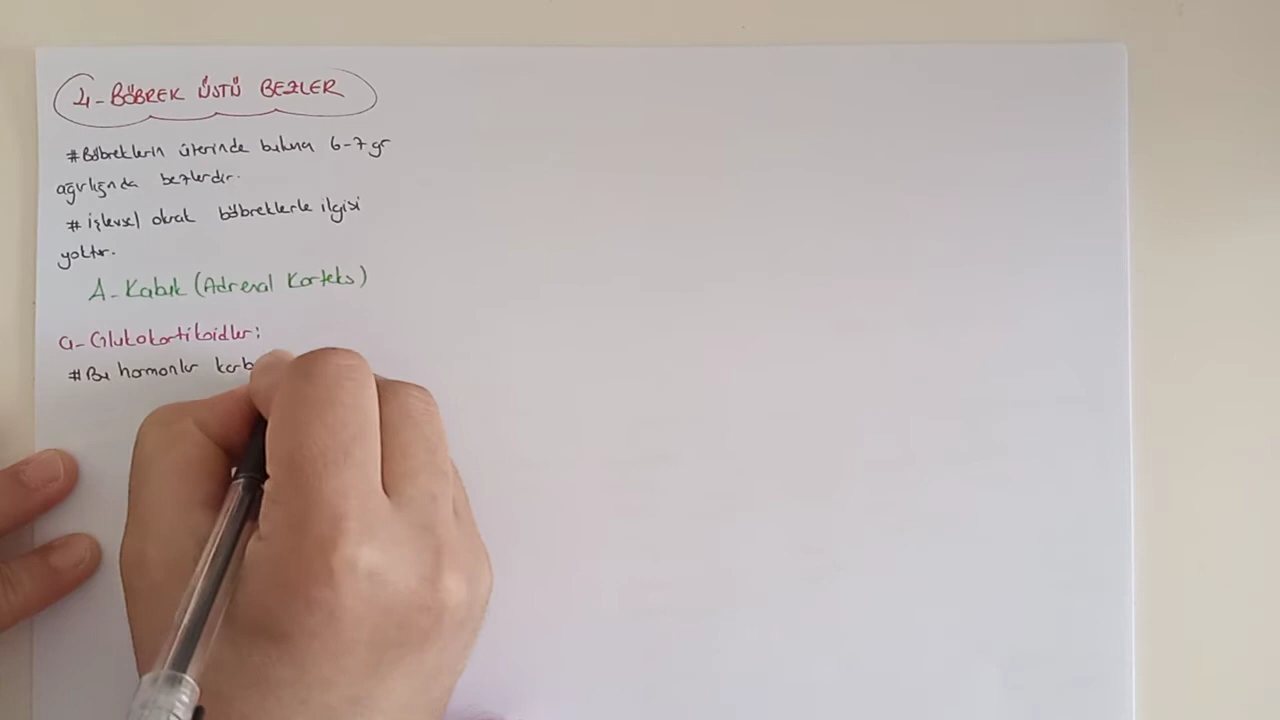 4- BÖBREK ÜSTÜ BEZLER
#Böbreklerin üzerinde bulunan 6-7 gr
ağırlığında bezlerdir.
# İşlevsel olarak böbreklerle ilgisi
yoktur.
A- Kabuk (Adrenal Korteks)
a- Glukokortikoidler:
#Bu hormonlar karb